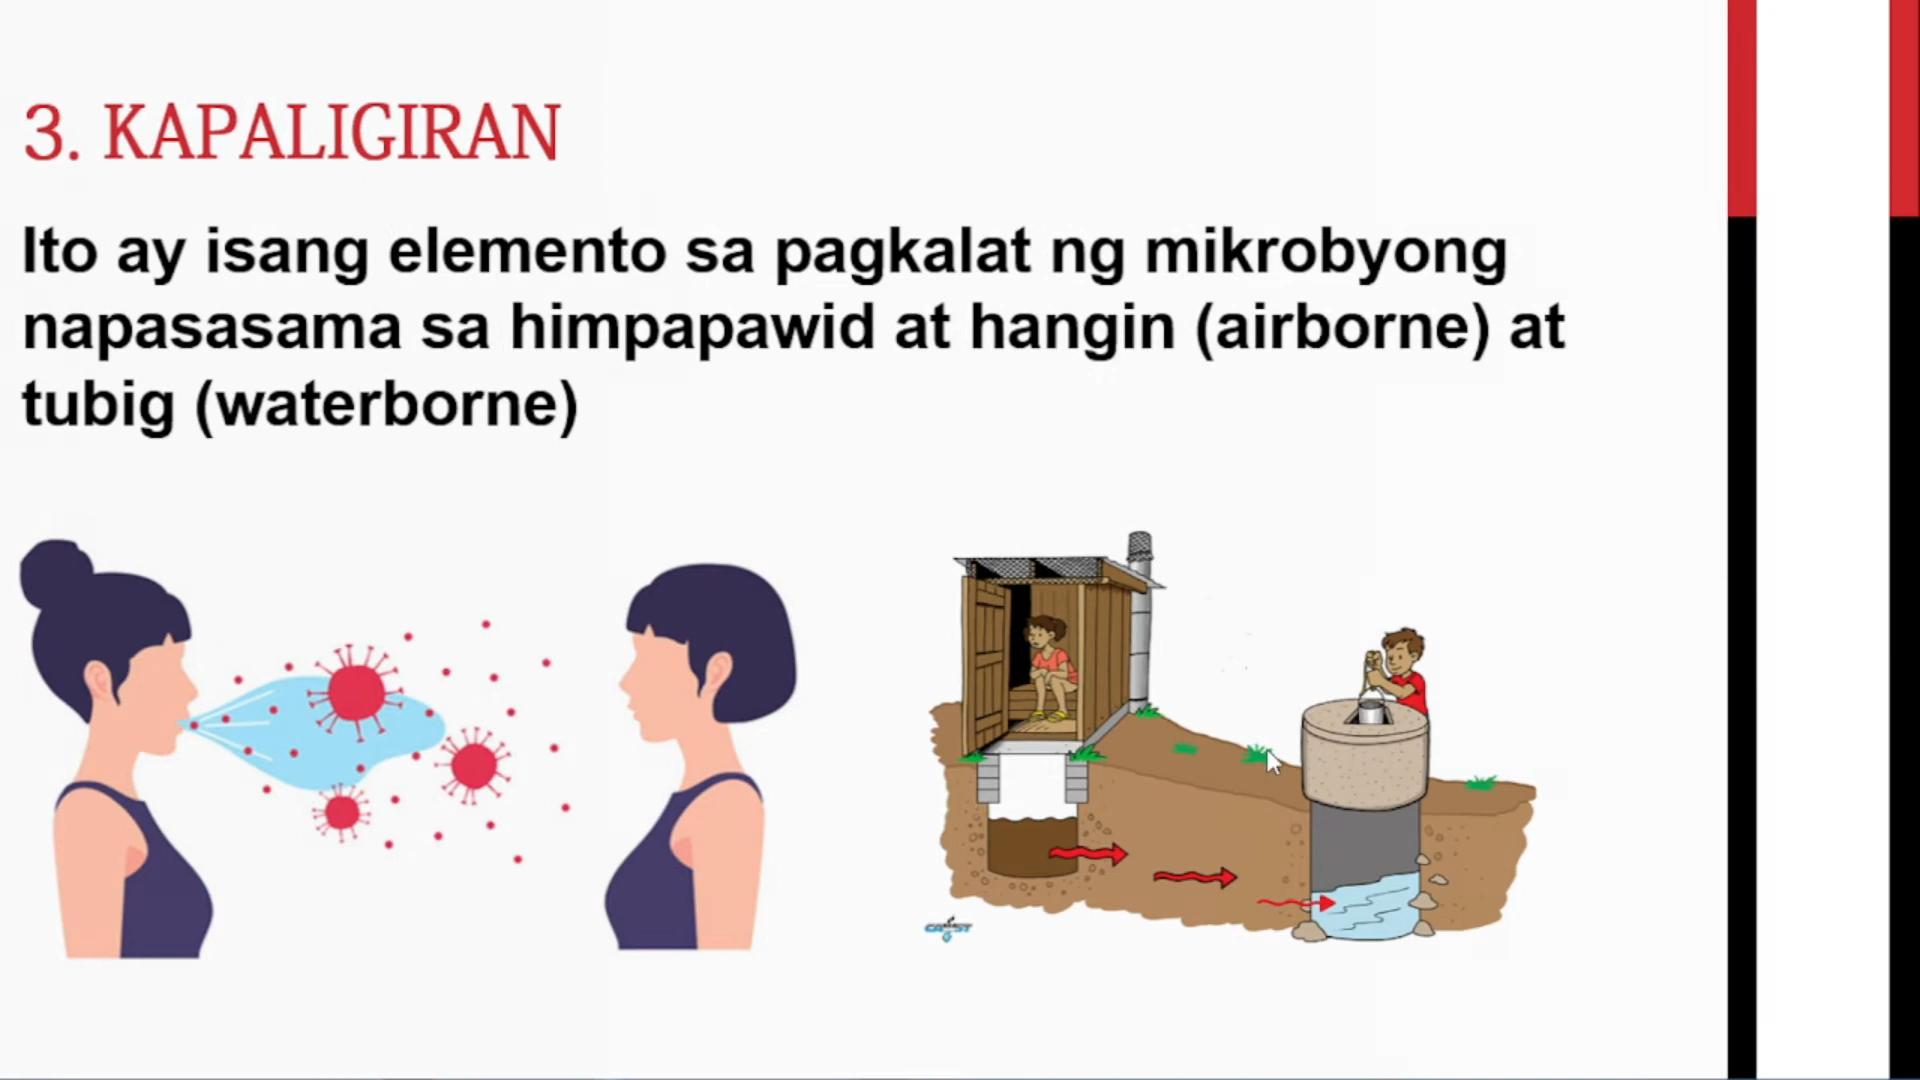 3. KAPALIGIRAN
Ito ay isang elemento sa pagkalat ng mikrobyong
napasasama sa himpapawid at hangin (airborne) at
tubig (waterborne)
CAWST